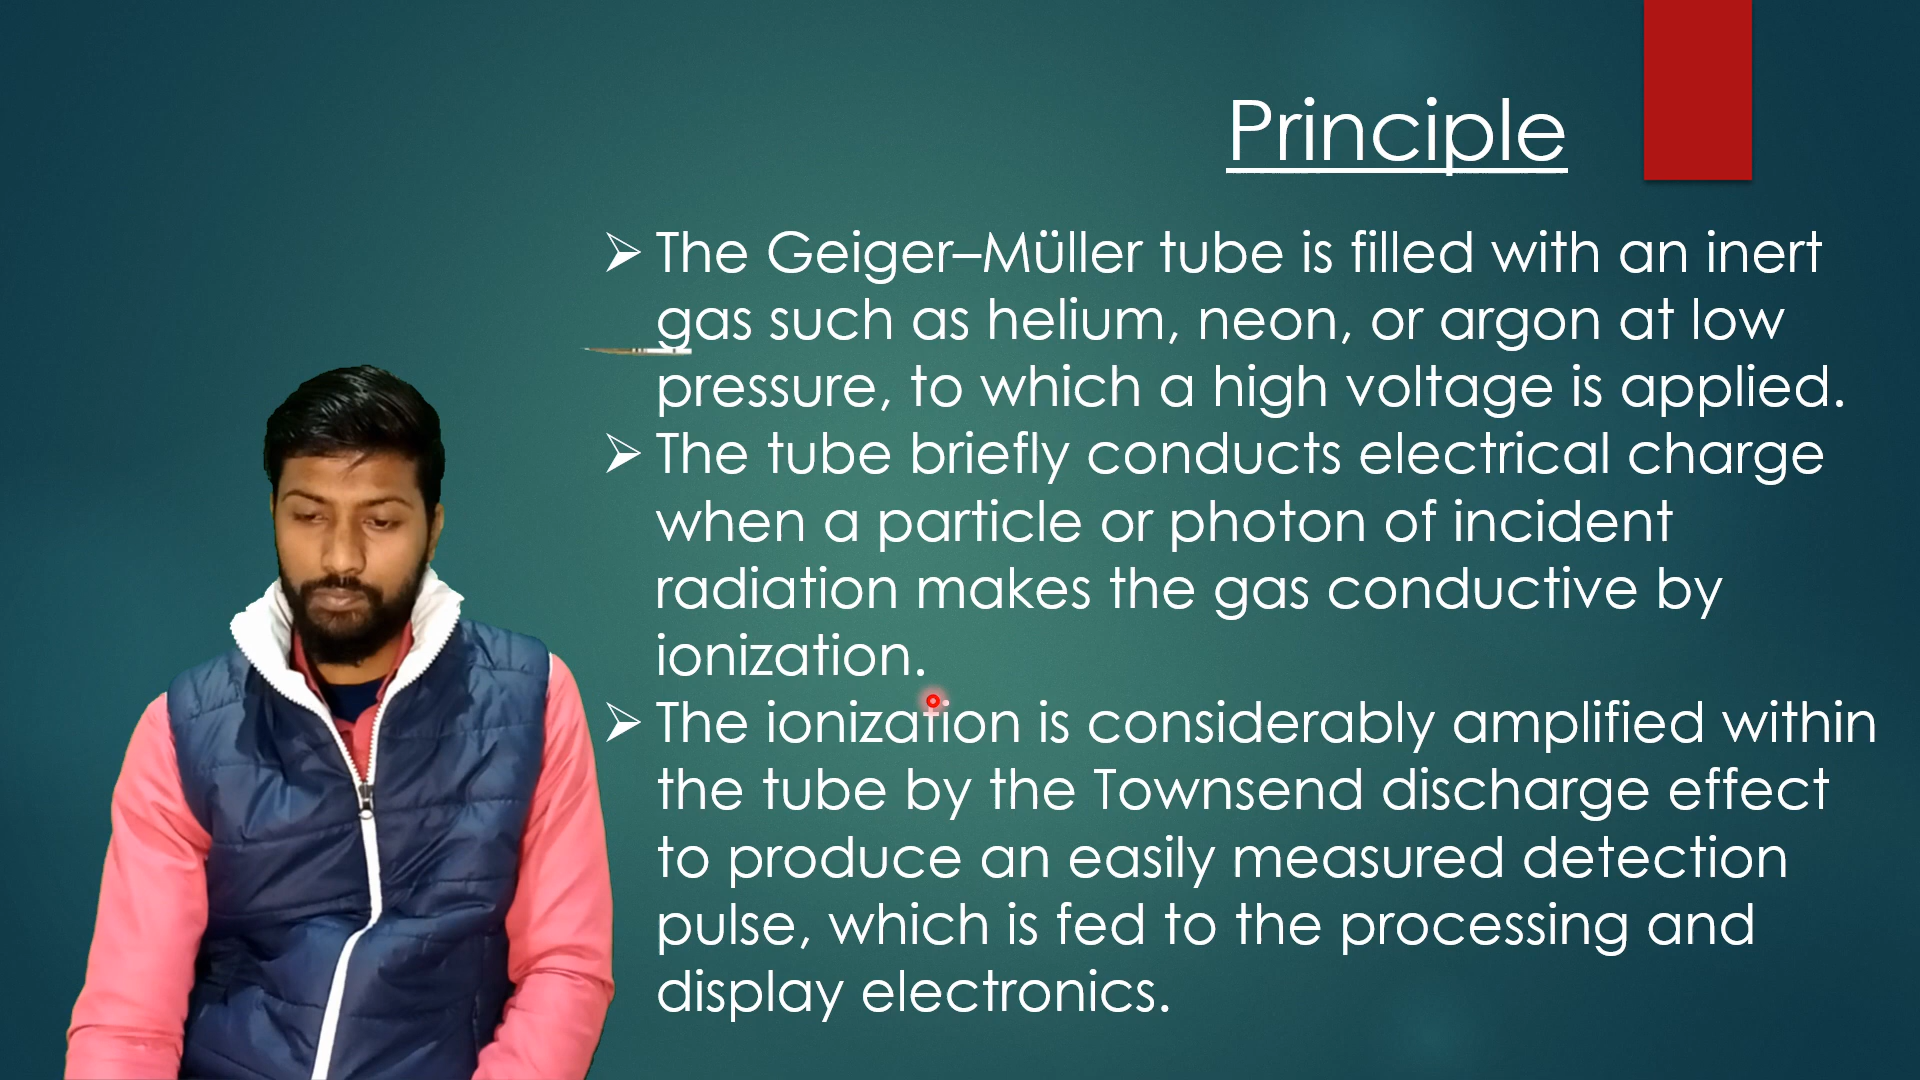 Principle
The Geiger–Müller tube is filled with an inert
gas such as helium, neon, or argon at low
pressure, to which a high voltage is applied.
The tube briefly conducts electrical charge
when a particle or photon of incident
radiation makes the gas conductive by
ionization.
The ionization is considerably amplified within
the tube by the Townsend discharge effect
to produce an easily measured detection
pulse, which is fed to the processing and
display electronics.